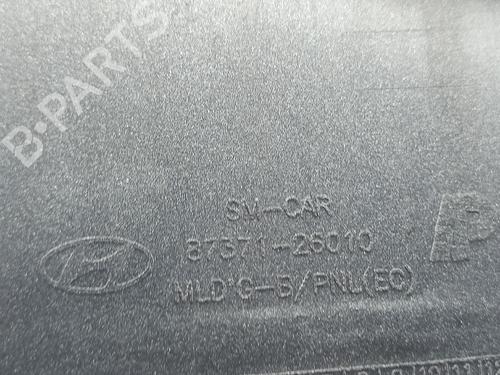 B-PARTS
SM-CAR
87371-26010
MLD'G-B/PNL(EC)
P